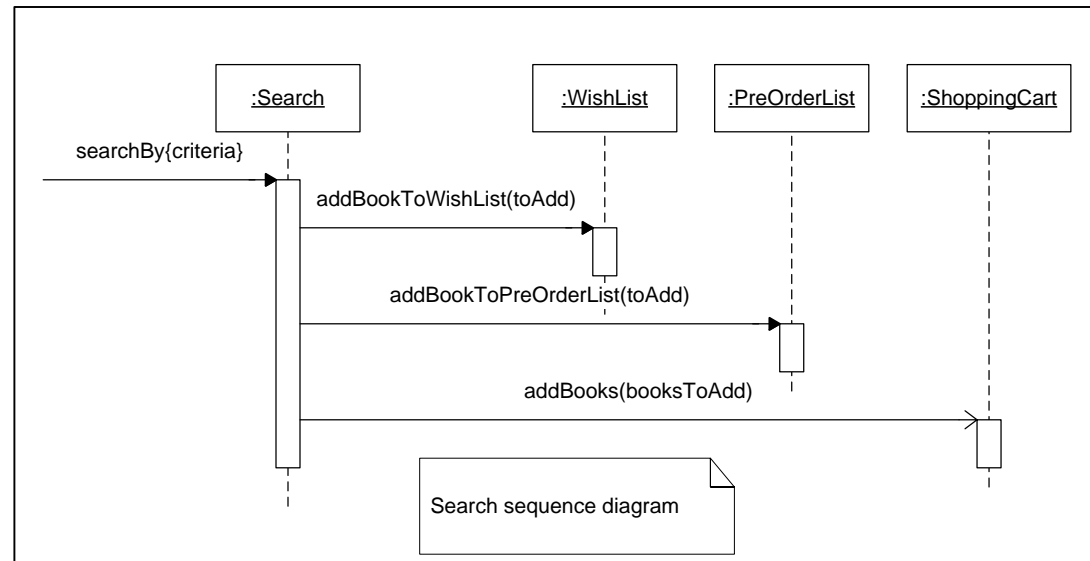 :Search
:WishList
:PreOrderList
:ShoppingCart
searchBy{criteria}
addBookToWishList(toAdd)
addBookToPreOrderList(toAdd)
addBooks(booksToAdd)
Search sequence diagram